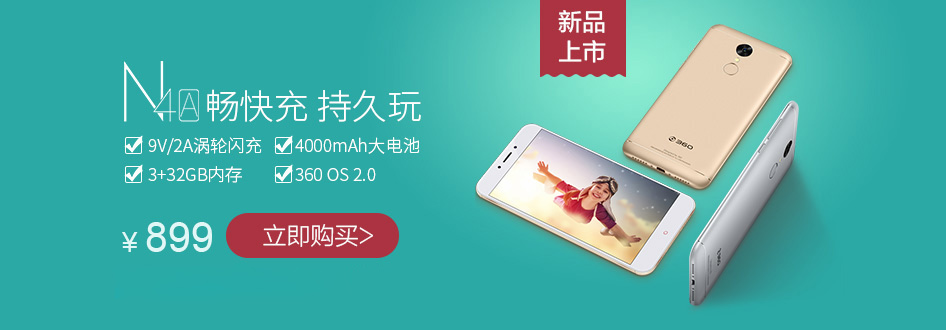 新品
上市
N4A 畅快充 持久玩
9V/2A涡轮闪充 4000mAh大电池
3+32GB内存 360 OS 2.0
¥ 899 立即购买>
360
360